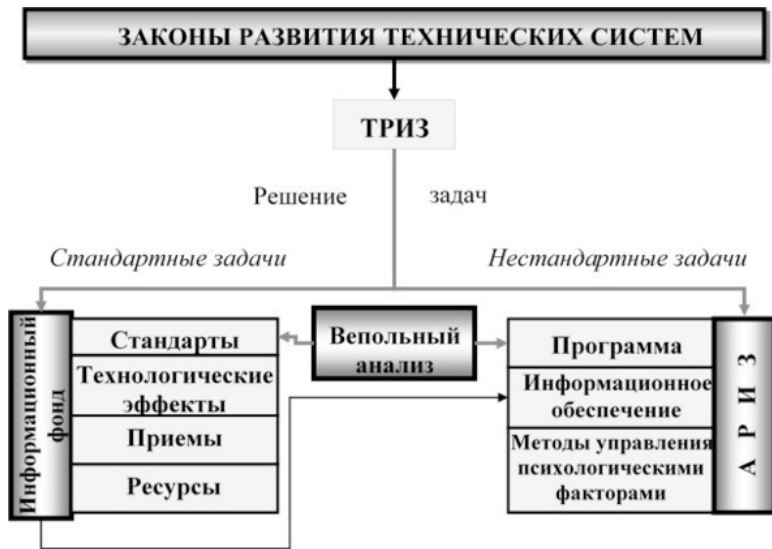 ЗАКОНЫ РАЗВИТИЯ ТЕХНИЧЕСКИХ СИСТЕМ
ТРИЗ
Решение задач
Стандартные задачи
Нестандартные задачи
Информационный
фонд
Стандарты
Технологические
эффекты
Приемы
Ресурсы
Вепольный
анализ
Программа
Информационное
обеспечение
Методы управления
психологическими
факторами
АРИЗ